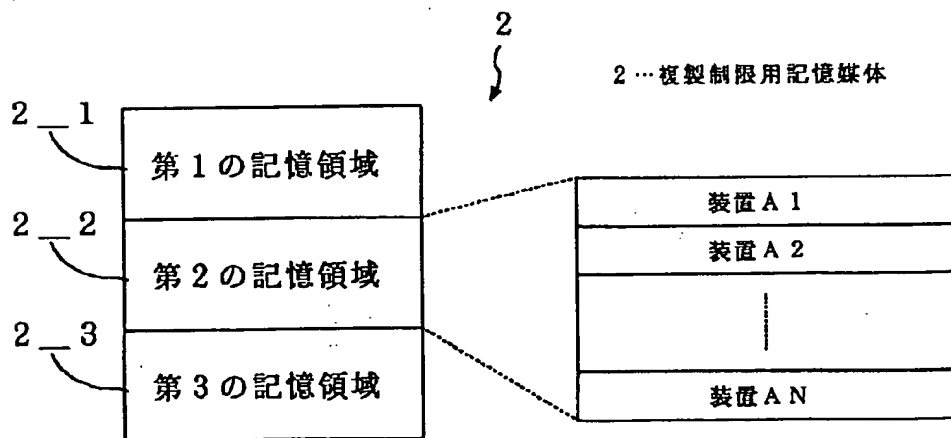 2
2…複製制限用記憶媒体
2_1
第1の記憶領域
2_2
第2の記憶領域
2_3
第3の記憶領域
装置A1
装置A2
装置AN